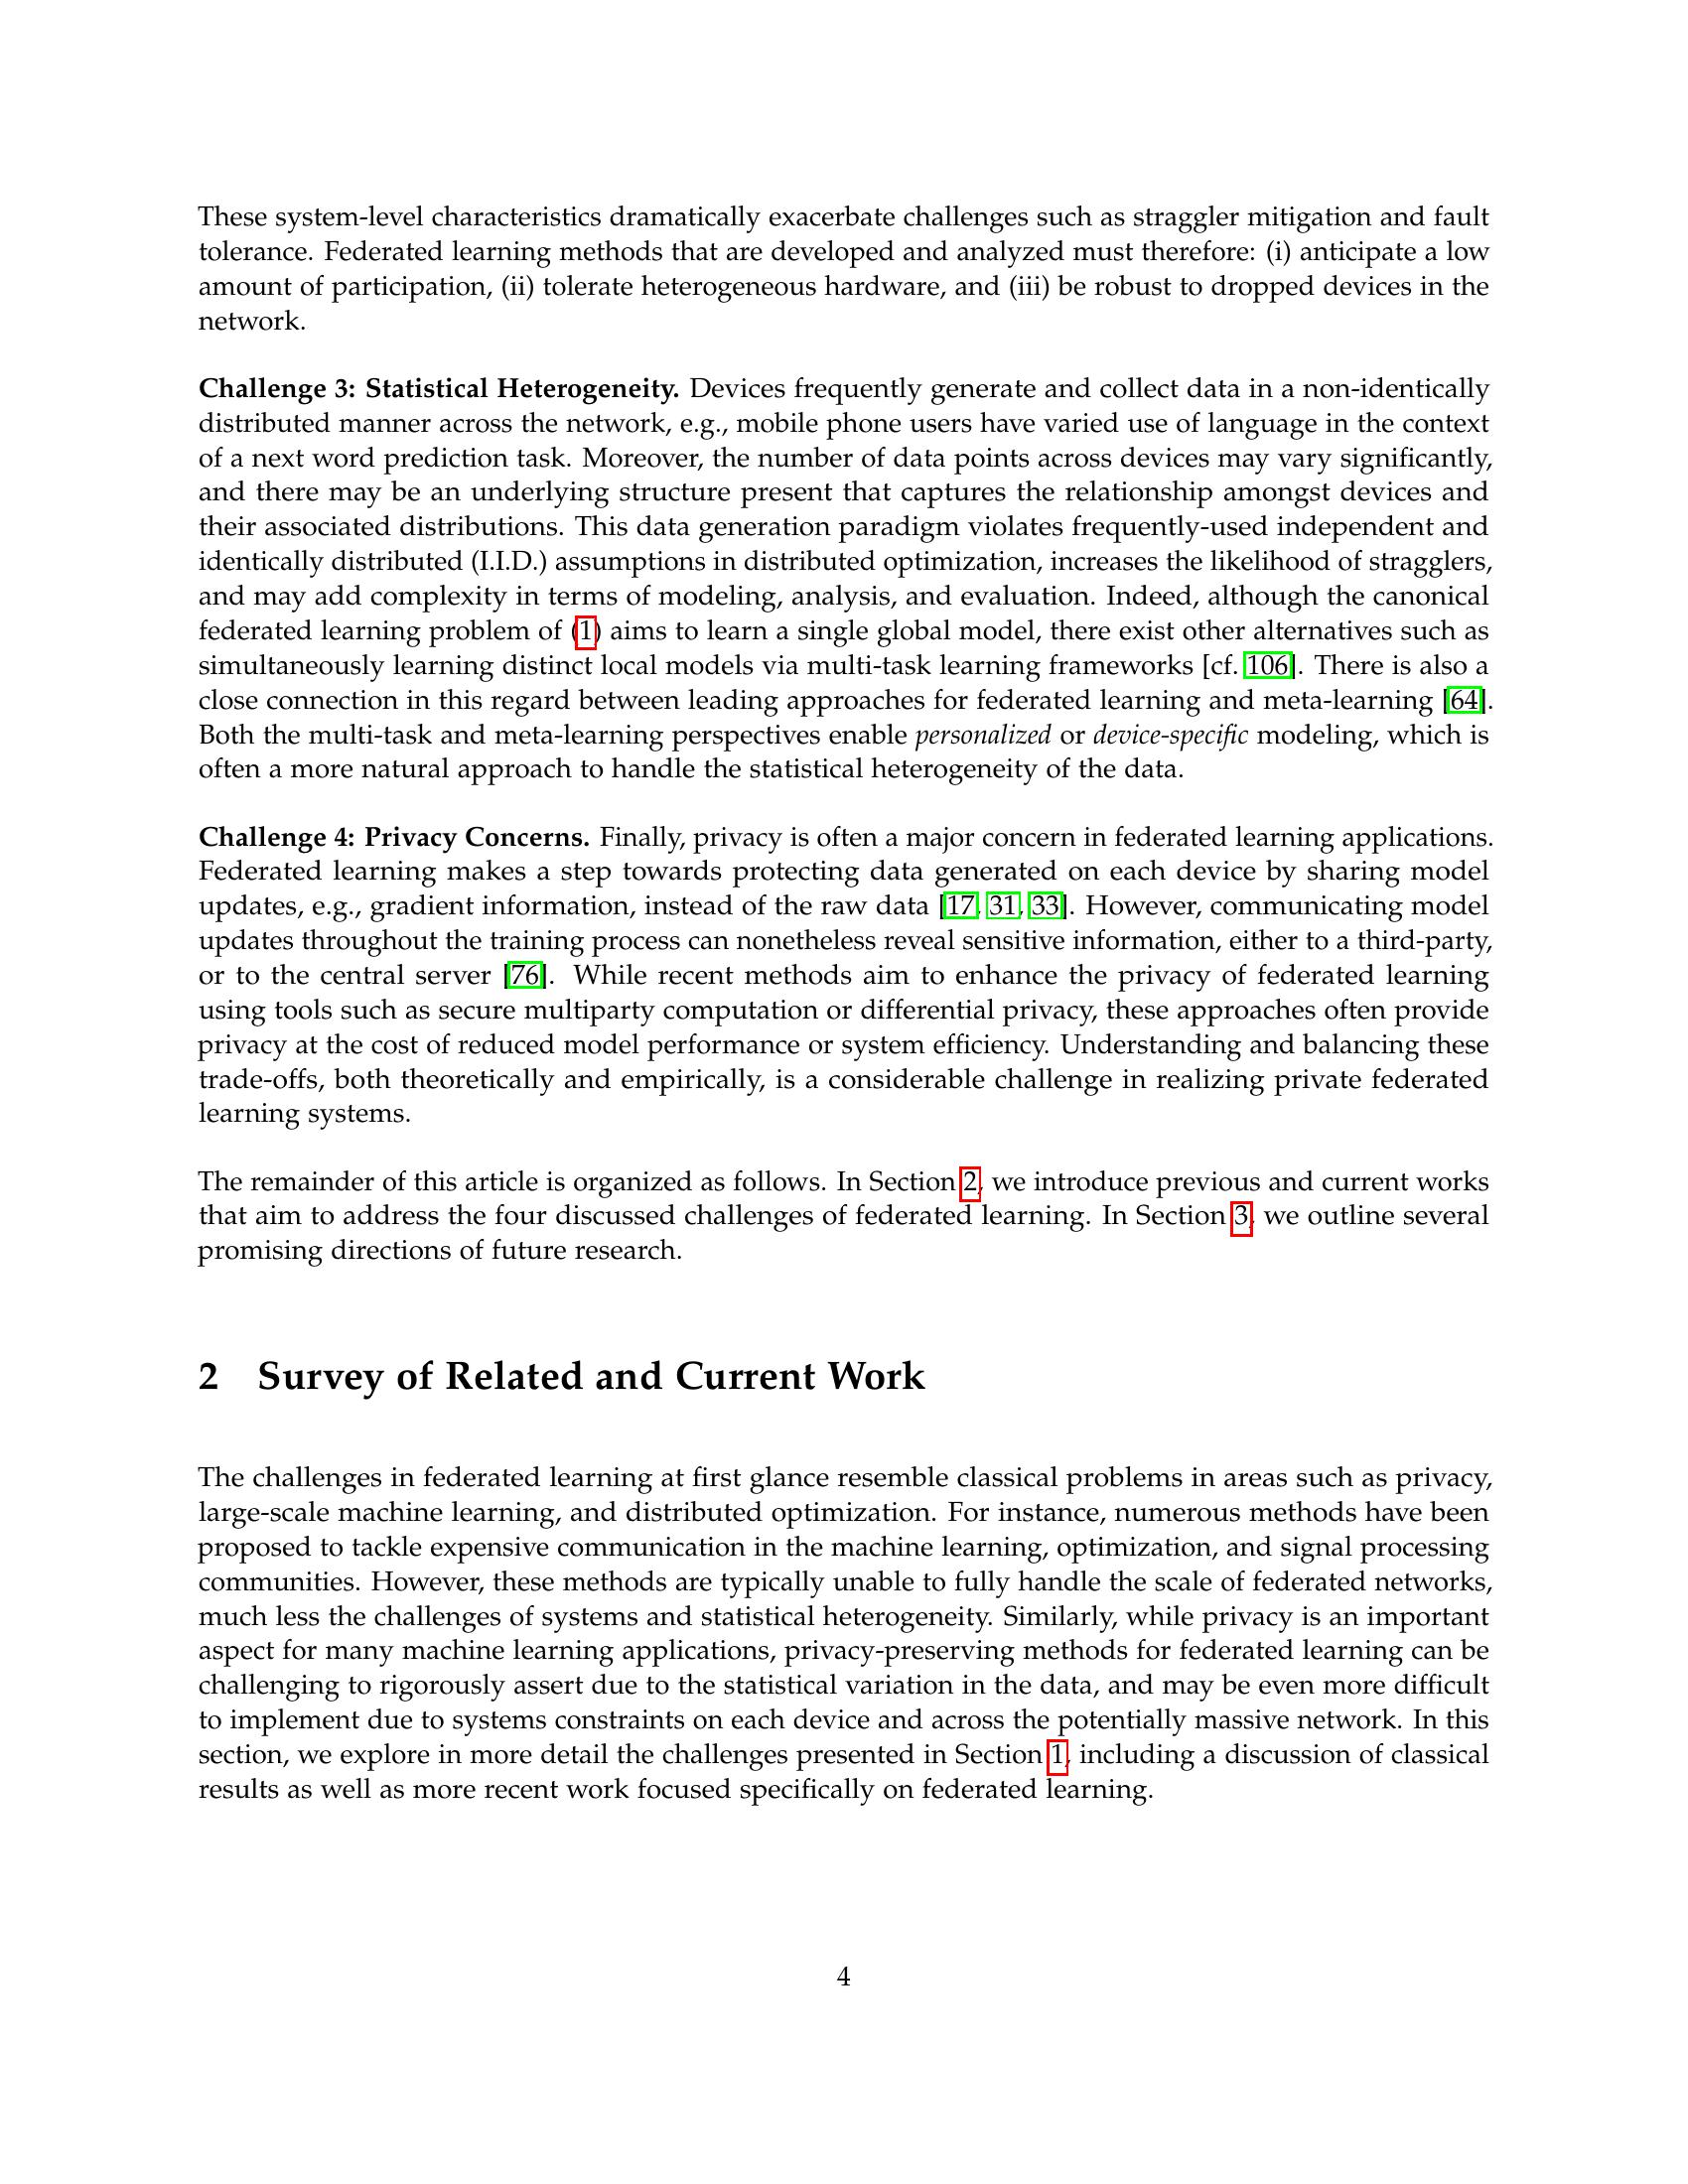 These system-level characteristics dramatically exacerbate challenges such as straggler mitigation and fault
tolerance. Federated learning methods that are developed and analyzed must therefore: (i) anticipate a low
amount of participation, (ii) tolerate heterogeneous hardware, and (iii) be robust to dropped devices in the
network.
Challenge 3: Statistical Heterogeneity. Devices frequently generate and collect data in a non-identically
distributed manner across the network, e.g., mobile phone users have varied use of language in the context
of a next word prediction task. Moreover, the number of data points across devices may vary significantly,
and there may be an underlying structure present that captures the relationship amongst devices and
their associated distributions. This data generation paradigm violates frequently-used independent and
identically distributed (I.I.D.) assumptions in distributed optimization, increases the likelihood of stragglers,
and may add complexity in terms of modeling, analysis, and evaluation. Indeed, although the canonical
federated learning problem of (1) aims to learn a single global model, there exist other alternatives such as
simultaneously learning distinct local models via multi-task learning frameworks [cf. 106]. There is also a
close connection in this regard between leading approaches for federated learning and meta-learning [64].
Both the multi-task and meta-learning perspectives enable personalized or device-specific modeling, which is
often a more natural approach to handle the statistical heterogeneity of the data.
Challenge 4: Privacy Concerns. Finally, privacy is often a major concern in federated learning applications.
Federated learning makes a step towards protecting data generated on each device by sharing model
updates, e.g., gradient information, instead of the raw data [17, 31, 33]. However, communicating model
updates throughout the training process can nonetheless reveal sensitive information, either to a third-party,
or to the central server [76]. While recent methods aim to enhance the privacy of federated learning
using tools such as secure multiparty computation or differential privacy, these approaches often provide
privacy at the cost of reduced model performance or system efficiency. Understanding and balancing these
trade-offs, both theoretically and empirically, is a considerable challenge in realizing private federated
learning systems.
The remainder of this article is organized as follows. In Section 2, we introduce previous and current works
that aim to address the four discussed challenges of federated learning. In Section 3, we outline several
promising directions of future research.
2 Survey of Related and Current Work
The challenges in federated learning at first glance resemble classical problems in areas such as privacy,
large-scale machine learning, and distributed optimization. For instance, numerous methods have been
proposed to tackle expensive communication in the machine learning, optimization, and signal processing
communities. However, these methods are typically unable to fully handle the scale of federated networks,
much less the challenges of systems and statistical heterogeneity. Similarly, while privacy is an important
aspect for many machine learning applications, privacy-preserving methods for federated learning can be
challenging to rigorously assert due to the statistical variation in the data, and may be even more difficult
to implement due to systems constraints on each device and across the potentially massive network. In this
section, we explore in more detail the challenges presented in Section 1, including a discussion of classical
results as well as more recent work focused specifically on federated learning.
4